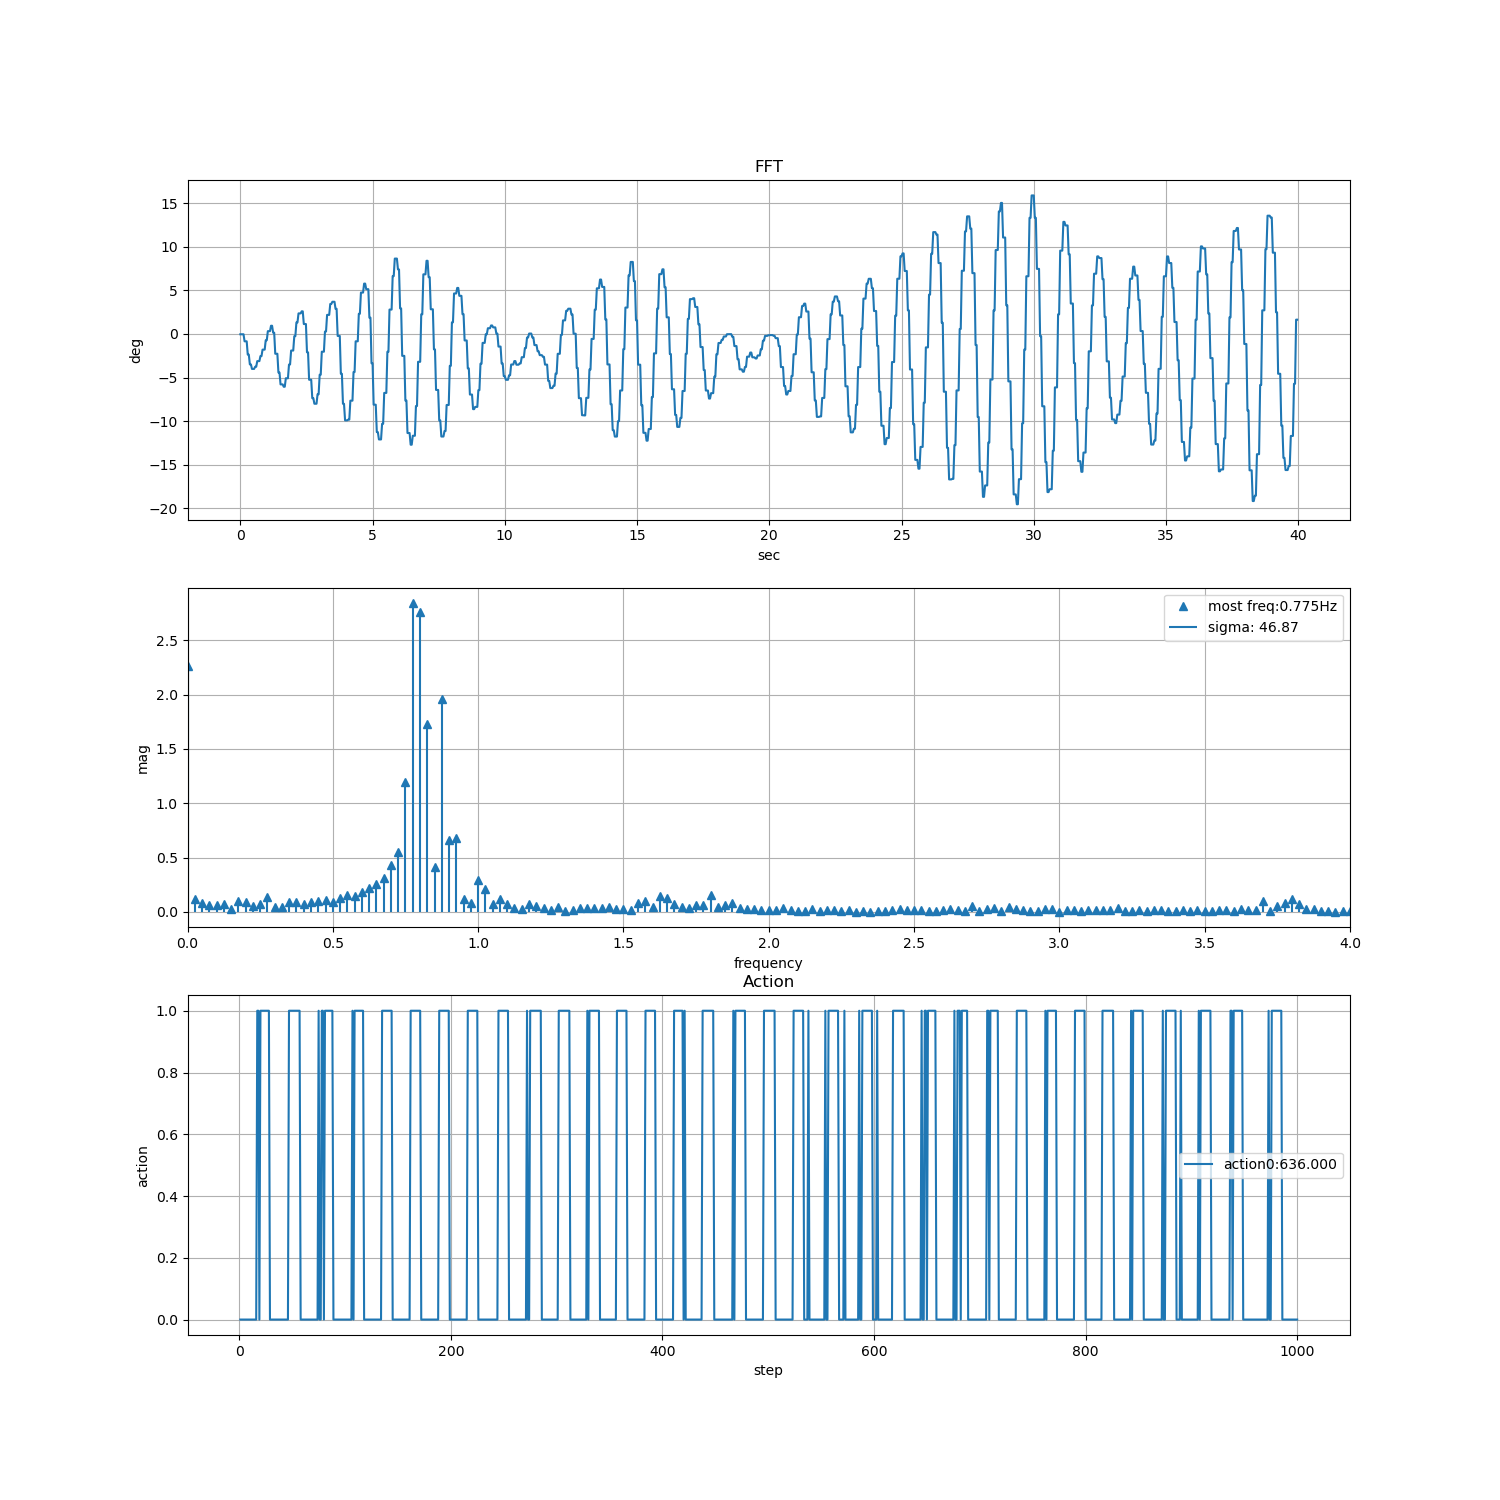 FFT
15
10
5
0
−5
−10
−15
−20
deg
0 5 10 15 20 25 30 35 40
sec
most freq:0.775Hz
sigma: 46.87
2.5
2.0
1.5
1.0
0.5
0.0
mag
0.0 0.5 1.0 1.5 2.0 2.5 3.0 3.5 4.0
frequency
Action
1.0
0.8
0.6
0.4
0.2
0.0
action
action0:636.000
0 200 400 600 800 1000
step